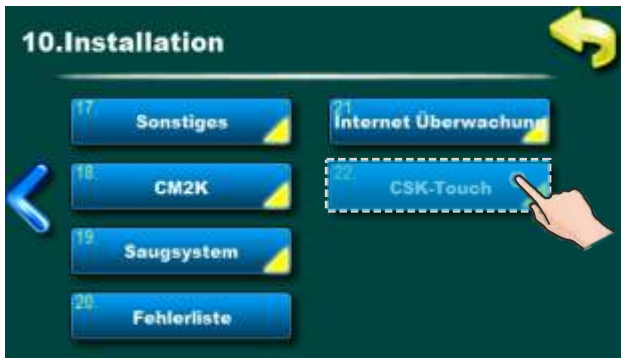 10.Installation
17.
Sonstiges
18.
CM2K
19.
Saugsystem
20.
Fehlerliste
21.
Internet Überwachung
22.
CSK-Touch